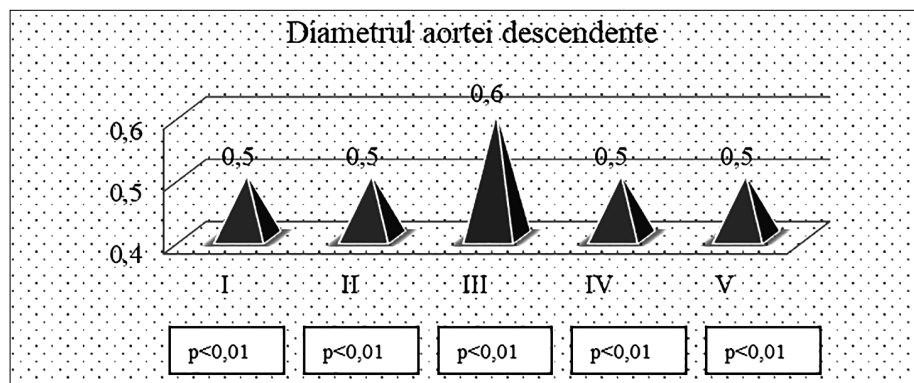 Diametrul aortei descendente
0,6
0,6
0,5 0,5 0,5 0,5
0,5
0,4
I II III IV V
p<0,01 p<0,01 p<0,01 p<0,01 p<0,01